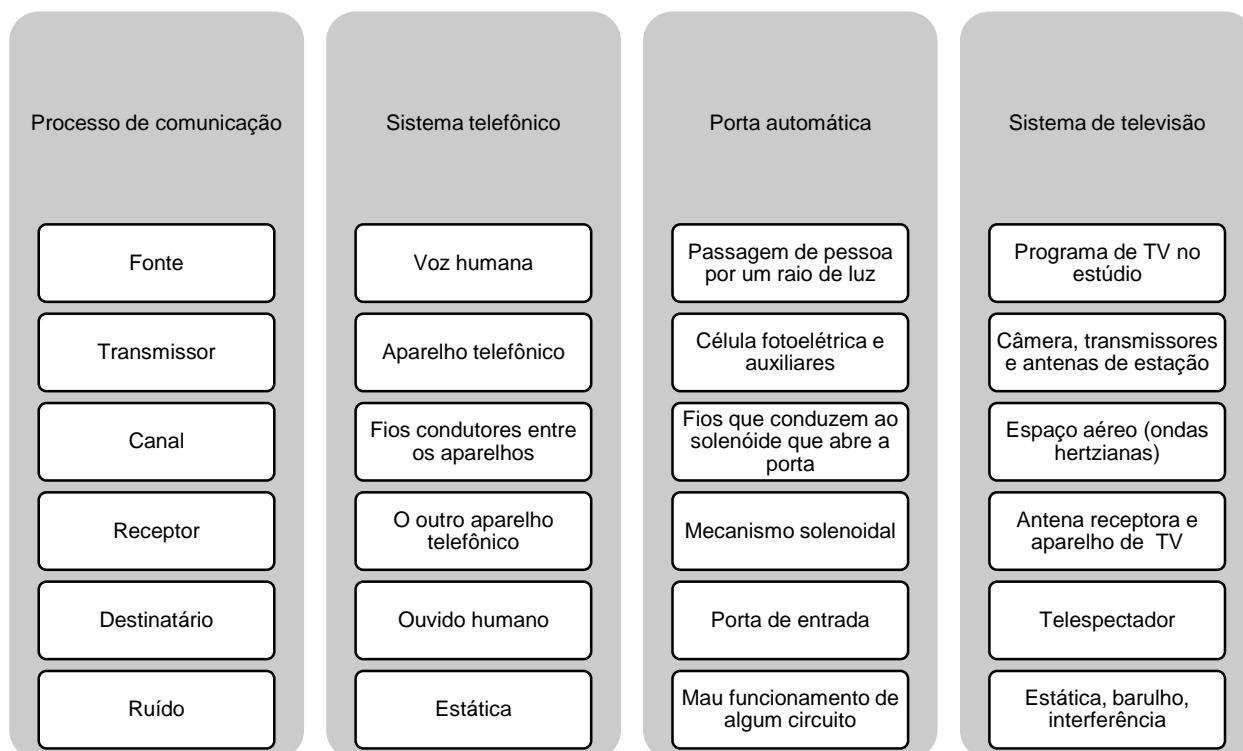 Processo de comunicação
Fonte
Transmissor
Canal
Receptor
Destinatário
Ruído
Sistema telefônico
Voz humana
Aparelho telefônico
Fios condutores entre
os aparelhos
O outro aparelho
telefônico
Ouvido humano
Estática
Porta automática
Passagem de pessoa
por um raio de luz
Célula fotoelétrica e
auxiliares
Fios que conduzem ao
solenóide que abre a
porta
Mecanismo solenoidal
Porta de entrada
Mau funcionamento de
algum circuito
Sistema de televisão
Programa de TV no
estúdio
Câmera, transmissores
e antenas de estação
Espaço aéreo (ondas
hertzianas)
Antena receptora e
aparelho de TV
Telespectador
Estática, barulho,
interferência